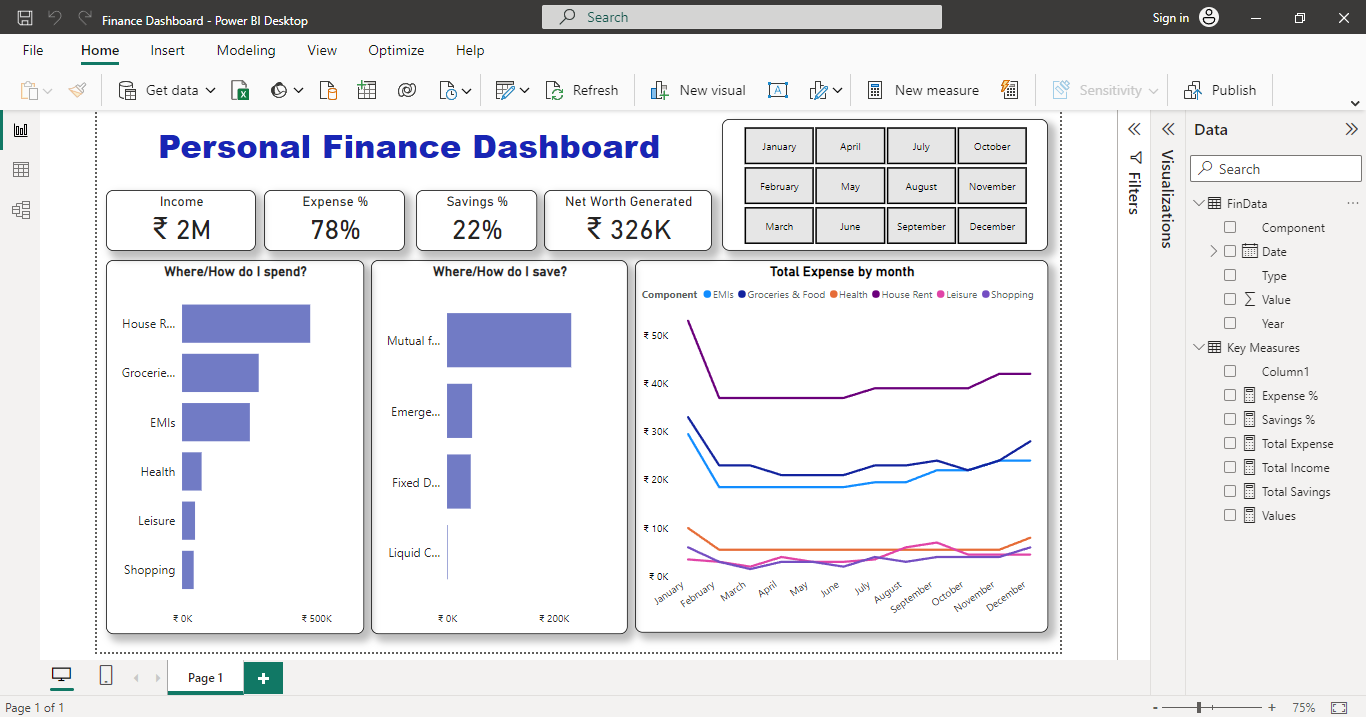 Finance Dashboard - Power BI Desktop
Search
Sign in
File
Home
Insert
Modeling
View
Optimize
Help
Get data
Refresh
New visual
New measure
Sensitivity
Publish
Personal Finance Dashboard
January
April
July
October
February
May
August
November
March
June
September
December
Income
₹ 2M
Expense %
78%
Savings %
22%
Net Worth Generated
₹ 326K
Where/How do I spend?
House R...
Grocerie...
EMIs
Health
Leisure
Shopping
₹ 0K
₹ 500K
Where/How do I save?
Mutual f...
Emerge...
Fixed D...
Liquid C...
₹ 0K
₹ 200K
Total Expense by month
Component EMIs Groceries & Food Health House Rent Leisure Shopping
₹ 50K
₹ 40K
₹ 30K
₹ 20K
₹ 10K
₹ 0K
January
February
March
April
May
June
July
August
September
October
November
December
Filters
Visualizations
Data
Search
FinData
Component
Date
Type
Value
Year
Key Measures
Column1
Expense %
Savings %
Total Expense
Total Income
Total Savings
Values
Page 1
Page 1 of 1
75%